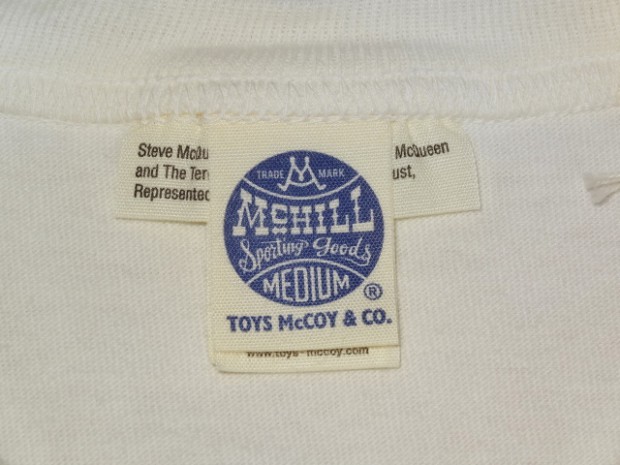 Steve McQu McQueen
and The Ter ust,
Represented
TRADE MARK
McHILL
Sporting Goods
MEDIUM
®
TOYS McCOY & CO.
www.toys-mccoy.com